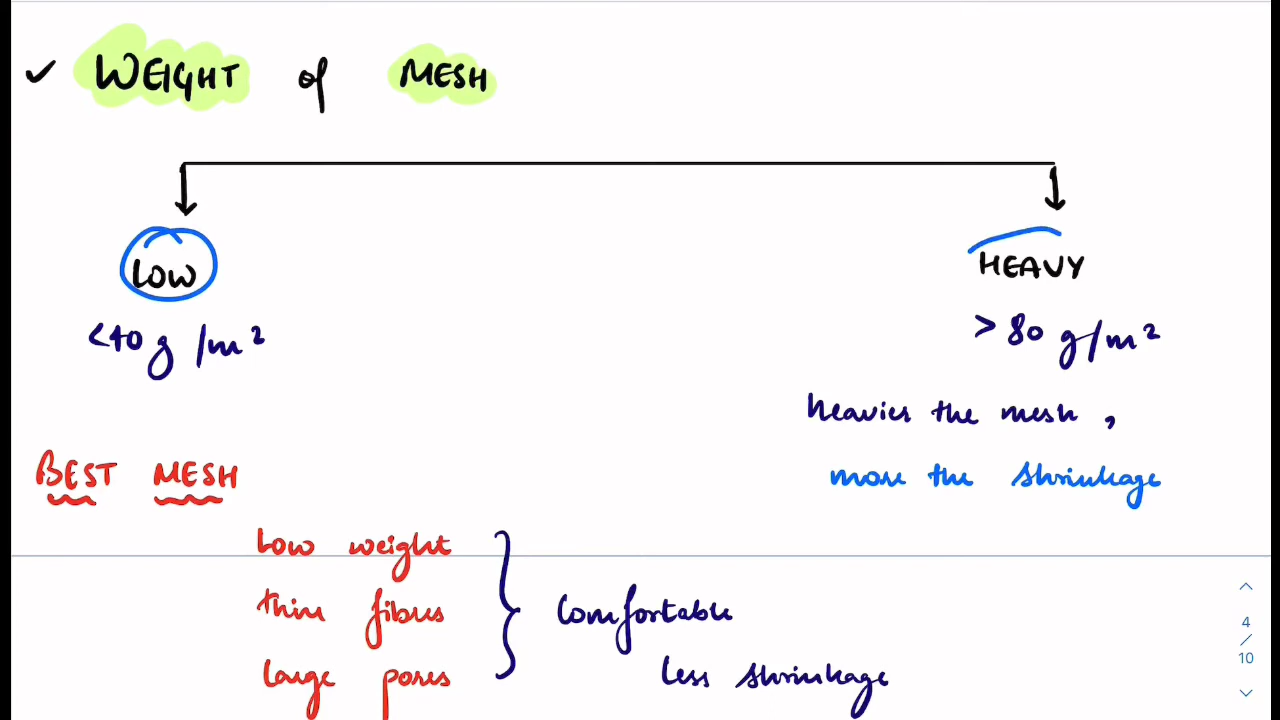 ✓ WEIGHT of MESH
LOW
HEAVY
<40 g/m²
> 80 g/m²
heavier the mesh,
more the shrinkage
BEST MESH
Low weight
thin fibres
large pores
Comfortable
less shrinkage
4
/
10